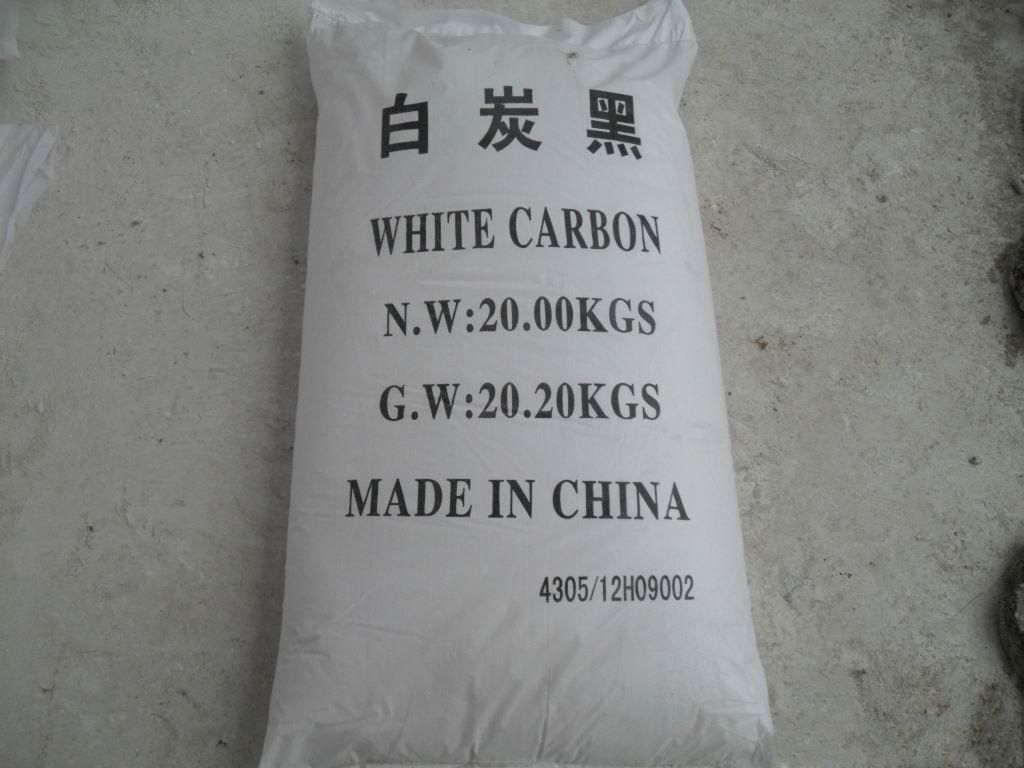 白炭黑
WHITE CARBON
N.W:20.00KGS
G.W:20.20KGS
MADE IN CHINA
4305/12H09002